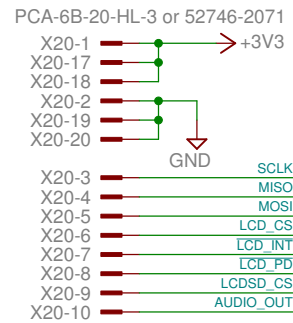 PCA-6B-20-HL-3 or 52746-2071
X20-1 +3V3
X20-17
X20-18
X20-2
X20-19
X20-20
GND
X20-3 SCLK
X20-4 MISO
X20-5 MOSI
X20-6 LCD_CS
X20-7 LCD_INT
X20-8 LCD_PD
X20-9 LCDSD_CS
X20-10 AUDIO_OUT